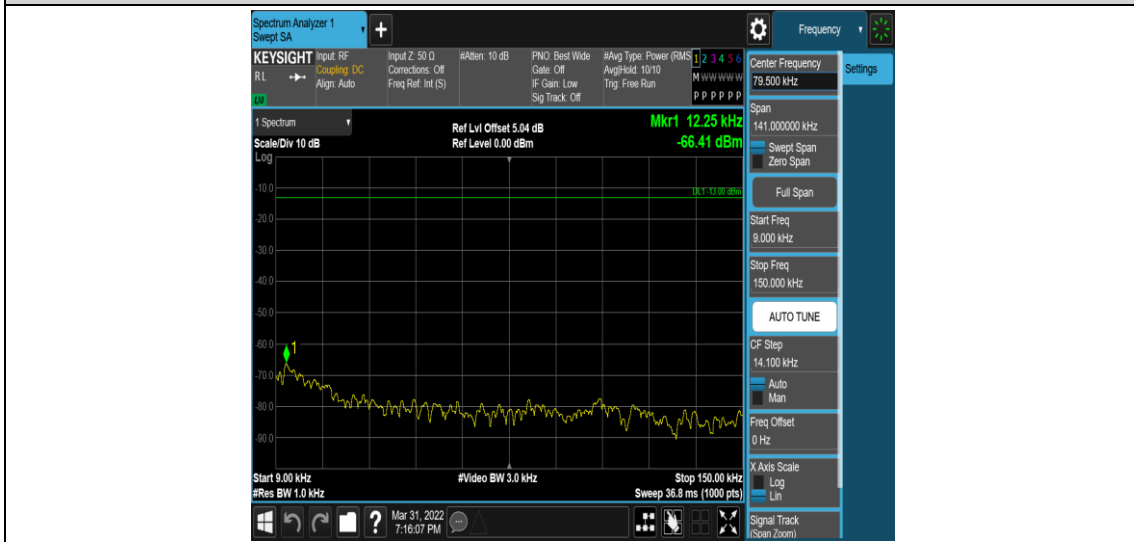 Spectrum Analyzer 1
Swept SA
+
Frequency
KEYSIGHT
RL
LXI
Input: RF
Coupling: DC
Align: Auto
Input Z: 50 Ω
Corrections: Off
Freq Ref: Int (S)
#Atten: 10 dB
PNO: Best Wide
Gate: Off
IF Gain: Low
Sig Track: Off
#Avg Type: Power (RMS
Avg|Hold: 10/10
Trig: Free Run
1 2 3 4 5 6
M W W W W W
P P P P P P
1 Spectrum
Scale/Div 10 dB
Ref Lvl Offset 5.04 dB
Ref Level 0.00 dBm
Mkr1 12.25 kHz
-66.41 dBm
Log
DL1 -13.00 dBm
-10.0
-20.0
-30.0
-40.0
-50.0
-60.0
1
-70.0
-80.0
-90.0
Start 9.00 kHz
#Res BW 1.0 kHz
#Video BW 3.0 kHz
Stop 150.00 kHz
Sweep 36.8 ms (1000 pts)
?
Mar 31, 2022
7:16:07 PM
Center Frequency
79.500 kHz
Settings
Span
141.000000 kHz
Swept Span
Zero Span
Full Span
Start Freq
9.000 kHz
Stop Freq
150.000 kHz
AUTO TUNE
CF Step
14.100 kHz
Auto
Man
Freq Offset
0 Hz
X Axis Scale
Log
Lin
Signal Track
(Span Zoom)